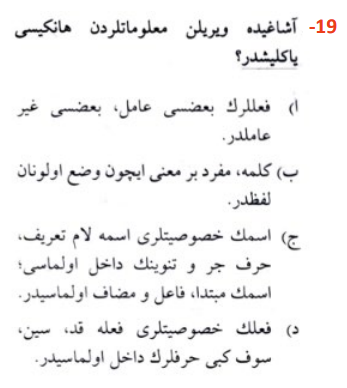 19- آشاغیده ویریلن معلوماتلردن هانکیسی
یاکلیشدر؟
ا) فعللرك بعضسی عامل، بعضسی غیر
عاملدر.
ب) کلمه، مفرد بر معنی ایچون وضع اولونان
لفظدر.
ج) اسمك خصوصیتلری اسمه لام تعریف،
حرف جر و تنوینك داخل اولماسی؛
اسمك مبتدا، فاعل و مضاف اولماسیدر.
د) فعلك خصوصیتلری فعله قد، سین،
سوف کبی حرفلرك داخل اولماسیدر.